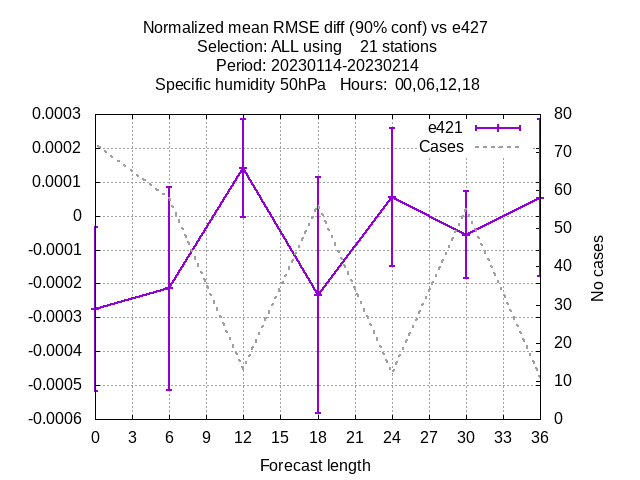 Normalized mean RMSE diff (90% conf) vs e427
Selection: ALL using    21 stations
Period: 20230114-20230214
Specific humidity 50hPa   Hours:  00,06,12,18
0.0003
0.0002
0.0001
0
-0.0001
-0.0002
-0.0003
-0.0004
-0.0005
-0.0006
e421
Cases
80
70
60
50
40
30
20
10
0
No cases
0 3 6 9 12 15 18 21 24 27 30 33 36
Forecast length